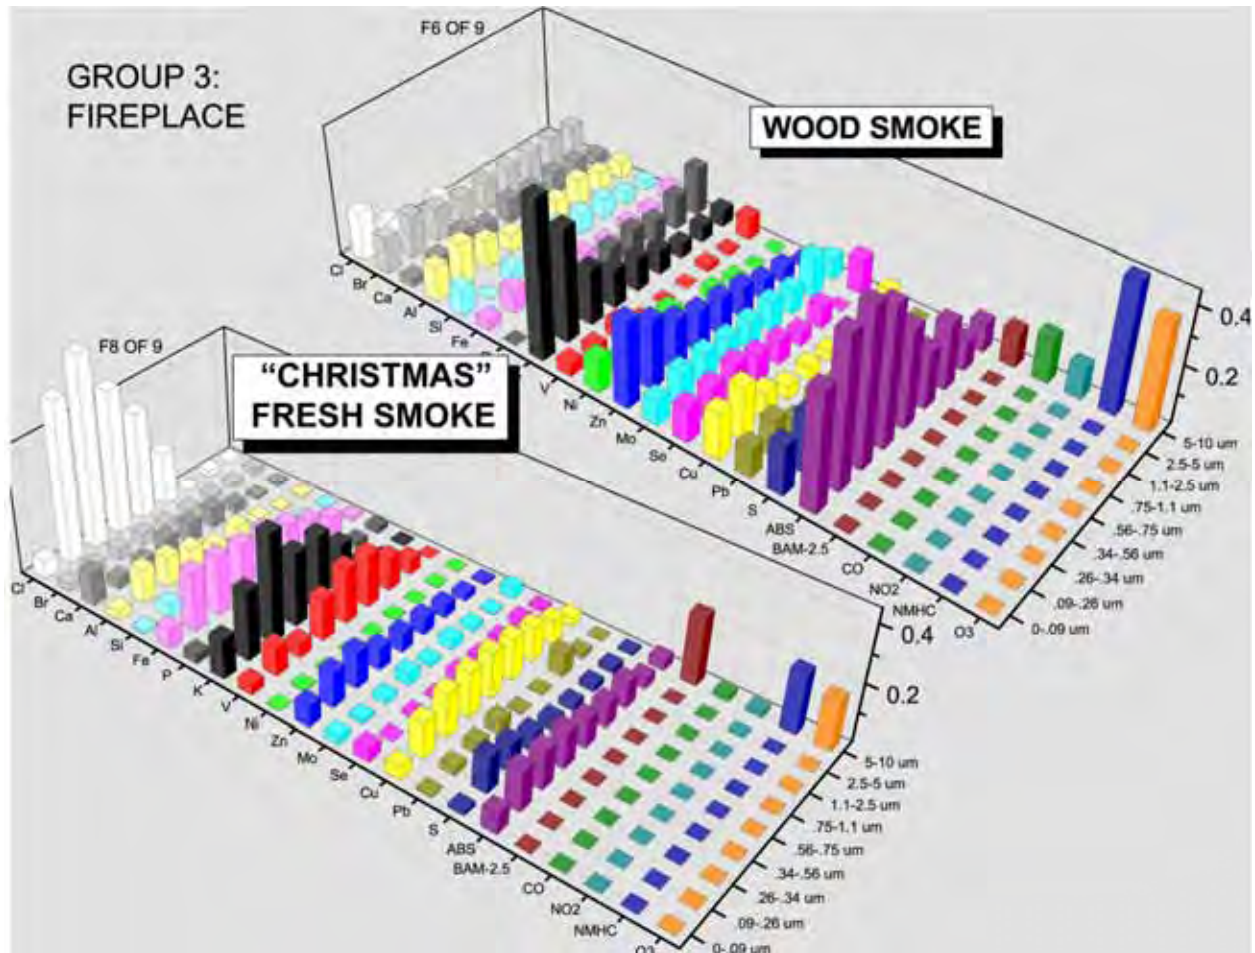 GROUP 3:
FIREPLACE
F6 OF 9
WOOD SMOKE
Cl
Br
Ca
Al
Si
Fe
V
Ni
Zn
Mo
Se
Cu
Pb
S
ABS
BAM-2.5
CO
NO2
NMHC
O3
0.4
0.2
5-10 um
2.5-5 um
1.1-2.5 um
.75-1.1 um
.56-.75 um
.34-.56 um
.26-.34 um
.09-.26 um
0-.09 um
F8 OF 9
“CHRISTMAS”
FRESH SMOKE
Cl
Br
Ca
Al
Si
Fe
P
K
V
Ni
Zn
Mo
Se
Cu
Pb
S
ABS
BAM-2.5
CO
NO2
NMHC
O3
0.4
0.2
5-10 um
2.5-5 um
1.1-2.5 um
.75-1.1 um
.56-.75 um
.34-.56 um
.26-.34 um
.09-.26 um
0-.09 um